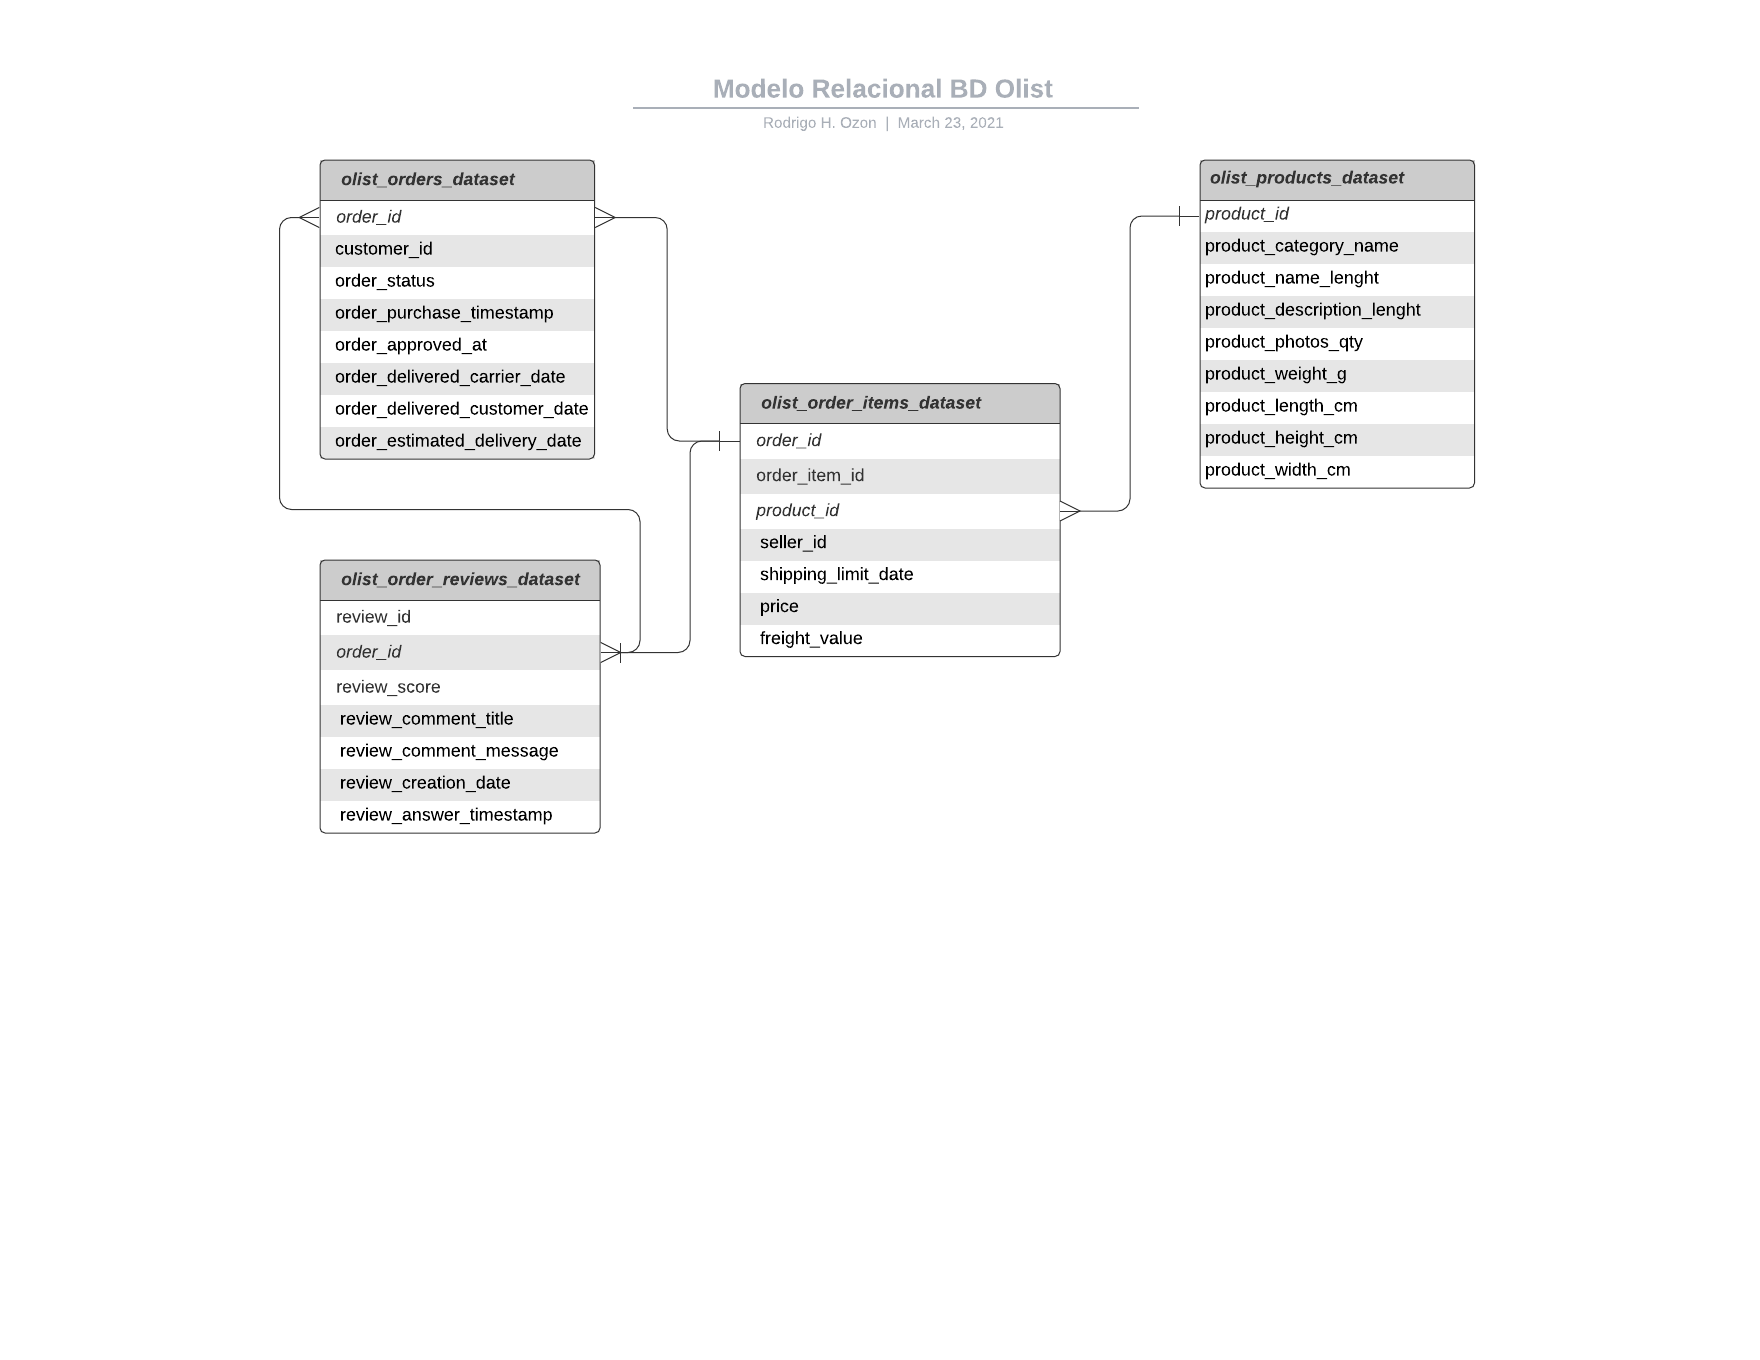 Modelo Relacional BD Olist
Rodrigo H. Ozon | March 23, 2021
olist_orders_dataset
order_id
customer_id
order_status
order_purchase_timestamp
order_approved_at
order_delivered_carrier_date
order_delivered_customer_date
order_estimated_delivery_date
olist_products_dataset
product_id
product_category_name
product_name_lenght
product_description_lenght
product_photos_qty
product_weight_g
product_length_cm
product_height_cm
product_width_cm
olist_order_items_dataset
order_id
order_item_id
product_id
seller_id
shipping_limit_date
price
freight_value
olist_order_reviews_dataset
review_id
order_id
review_score
review_comment_title
review_comment_message
review_creation_date
review_answer_timestamp